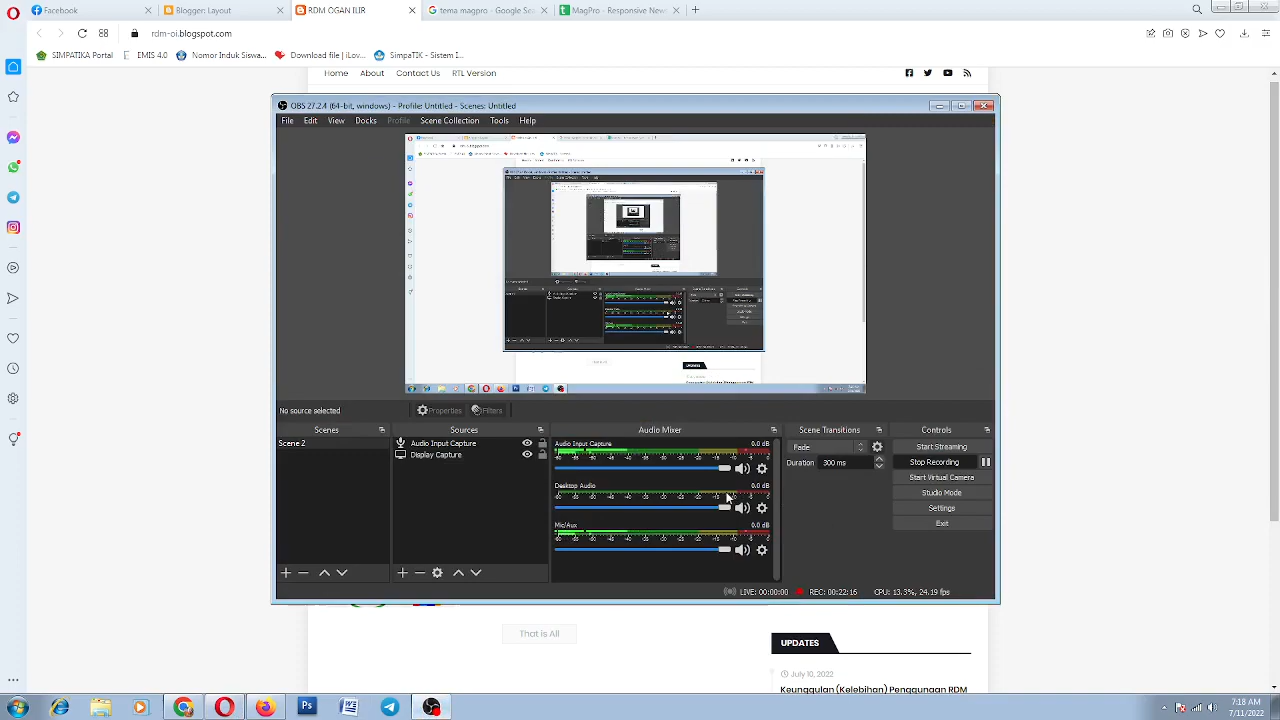 Facebook
Blogger: Layout
RDM OGAN ILIR
tema magpro - Google Sea
MagPro - Responsive New
rdm-oi.blogspot.com
SIMPATIKA Portal
EMIS 4.0
Nomor Induk Siswa...
Download file | iLov...
SimpaTIK - Sistem I...
Home About Contact Us RTL Version
OBS 27.2.4 (64-bit, windows) - Profile: Untitled - Scenes: Untitled
File Edit View Docks Profile Scene Collection Tools Help
No source selected
Properties
Filters
Scenes
Sources
Audio Mixer
Scene Transitions
Controls
Scene 2
Audio Input Capture
Display Capture
Audio Input Capture 0.0 dB
Desktop Audio 0.0 dB
Mic/Aux 0.0 dB
Fade
Duration 300 ms
Start Streaming
Stop Recording
Start Virtual Camera
Studio Mode
Settings
Exit
LIVE: 00:00:00
REC: 00:22:16
CPU: 13.3%, 24.19 fps
That is All
UPDATES
July 10, 2022
Keunggulan (Kelebihan) Penggunaan RDM
7:18 AM
7/11/2022